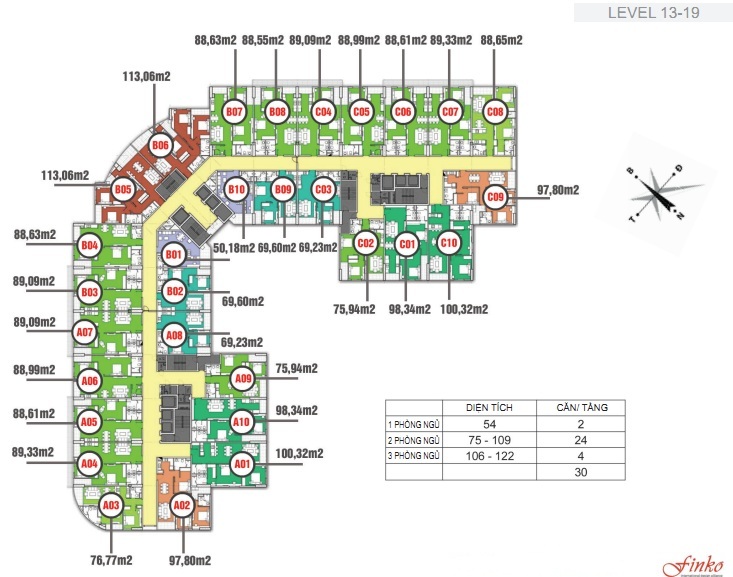 LEVEL 13-19
88,63m2 88,55m2 89,09m2 88,99m2 88,61m2 89,33m2 88,65m2
113,06m2
B07 B08 C04 C05 C06 C07 C08
B06
113,06m2
B05 B10 B09 C03 C09
97,80m2
88,63m2
B04 B01 C02 C01 C10
50,18m2 69,60m2 69,23m2
89,09m2
B03 B02
69,60m2
75,94m2 98,34m2 100,32m2
89,09m2
A07 A08
69,23m2
88,99m2
A06 A09
75,94m2
88,61m2
A05 A10
98,34m2
89,33m2
A04 A01
100,32m2
A03 A02
76,77m2 97,80m2
B Đ
T N
DIEN TÍCH CĂN/ TẦNG
1 PHÒNG NGỦ 54 2
2 PHÒNG NGỦ 75 - 109 24
3 PHÒNG NGỦ 106 - 122 4
30
Finko